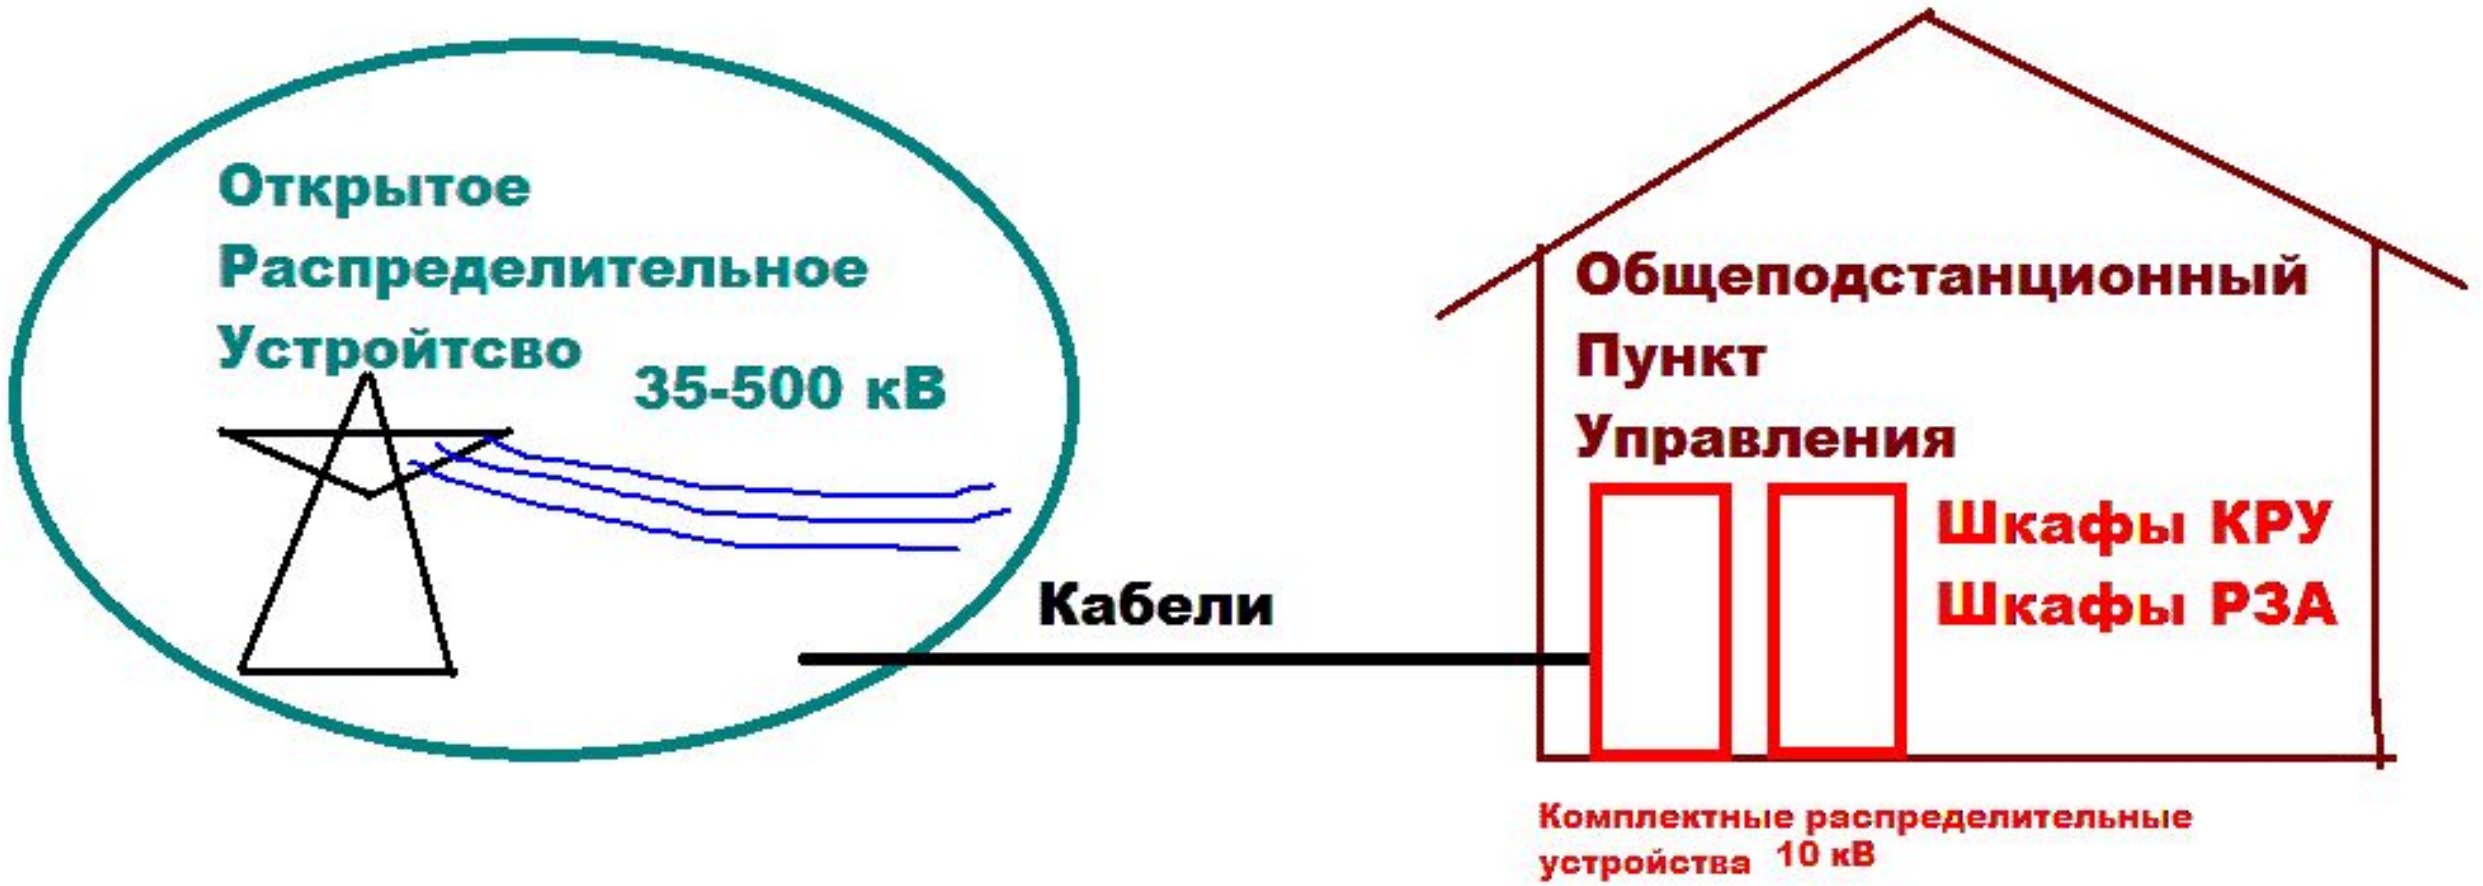 Открытое
Распределительное
Устройтсво
35-500 кВ
Кабели
Общеподстанционный
Пункт
Управления
Шкафы КРУ
Шкафы РЗА
Комплектные распределительные
устройства 10 кВ